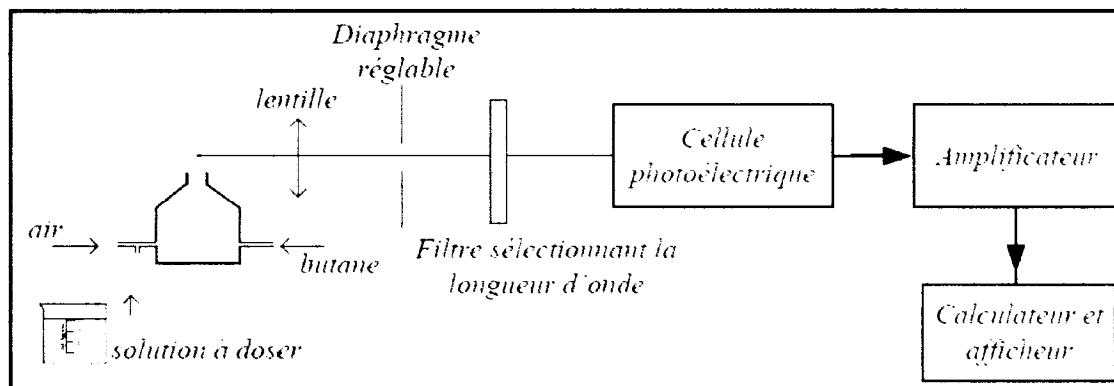 Diaphragme
réglable
lentille
Cellule
photoélectrique
Amplificateur
air
butane
Filtre sélectionnant la
longueur d'onde
solution à doser
Calculateur et
afficheur